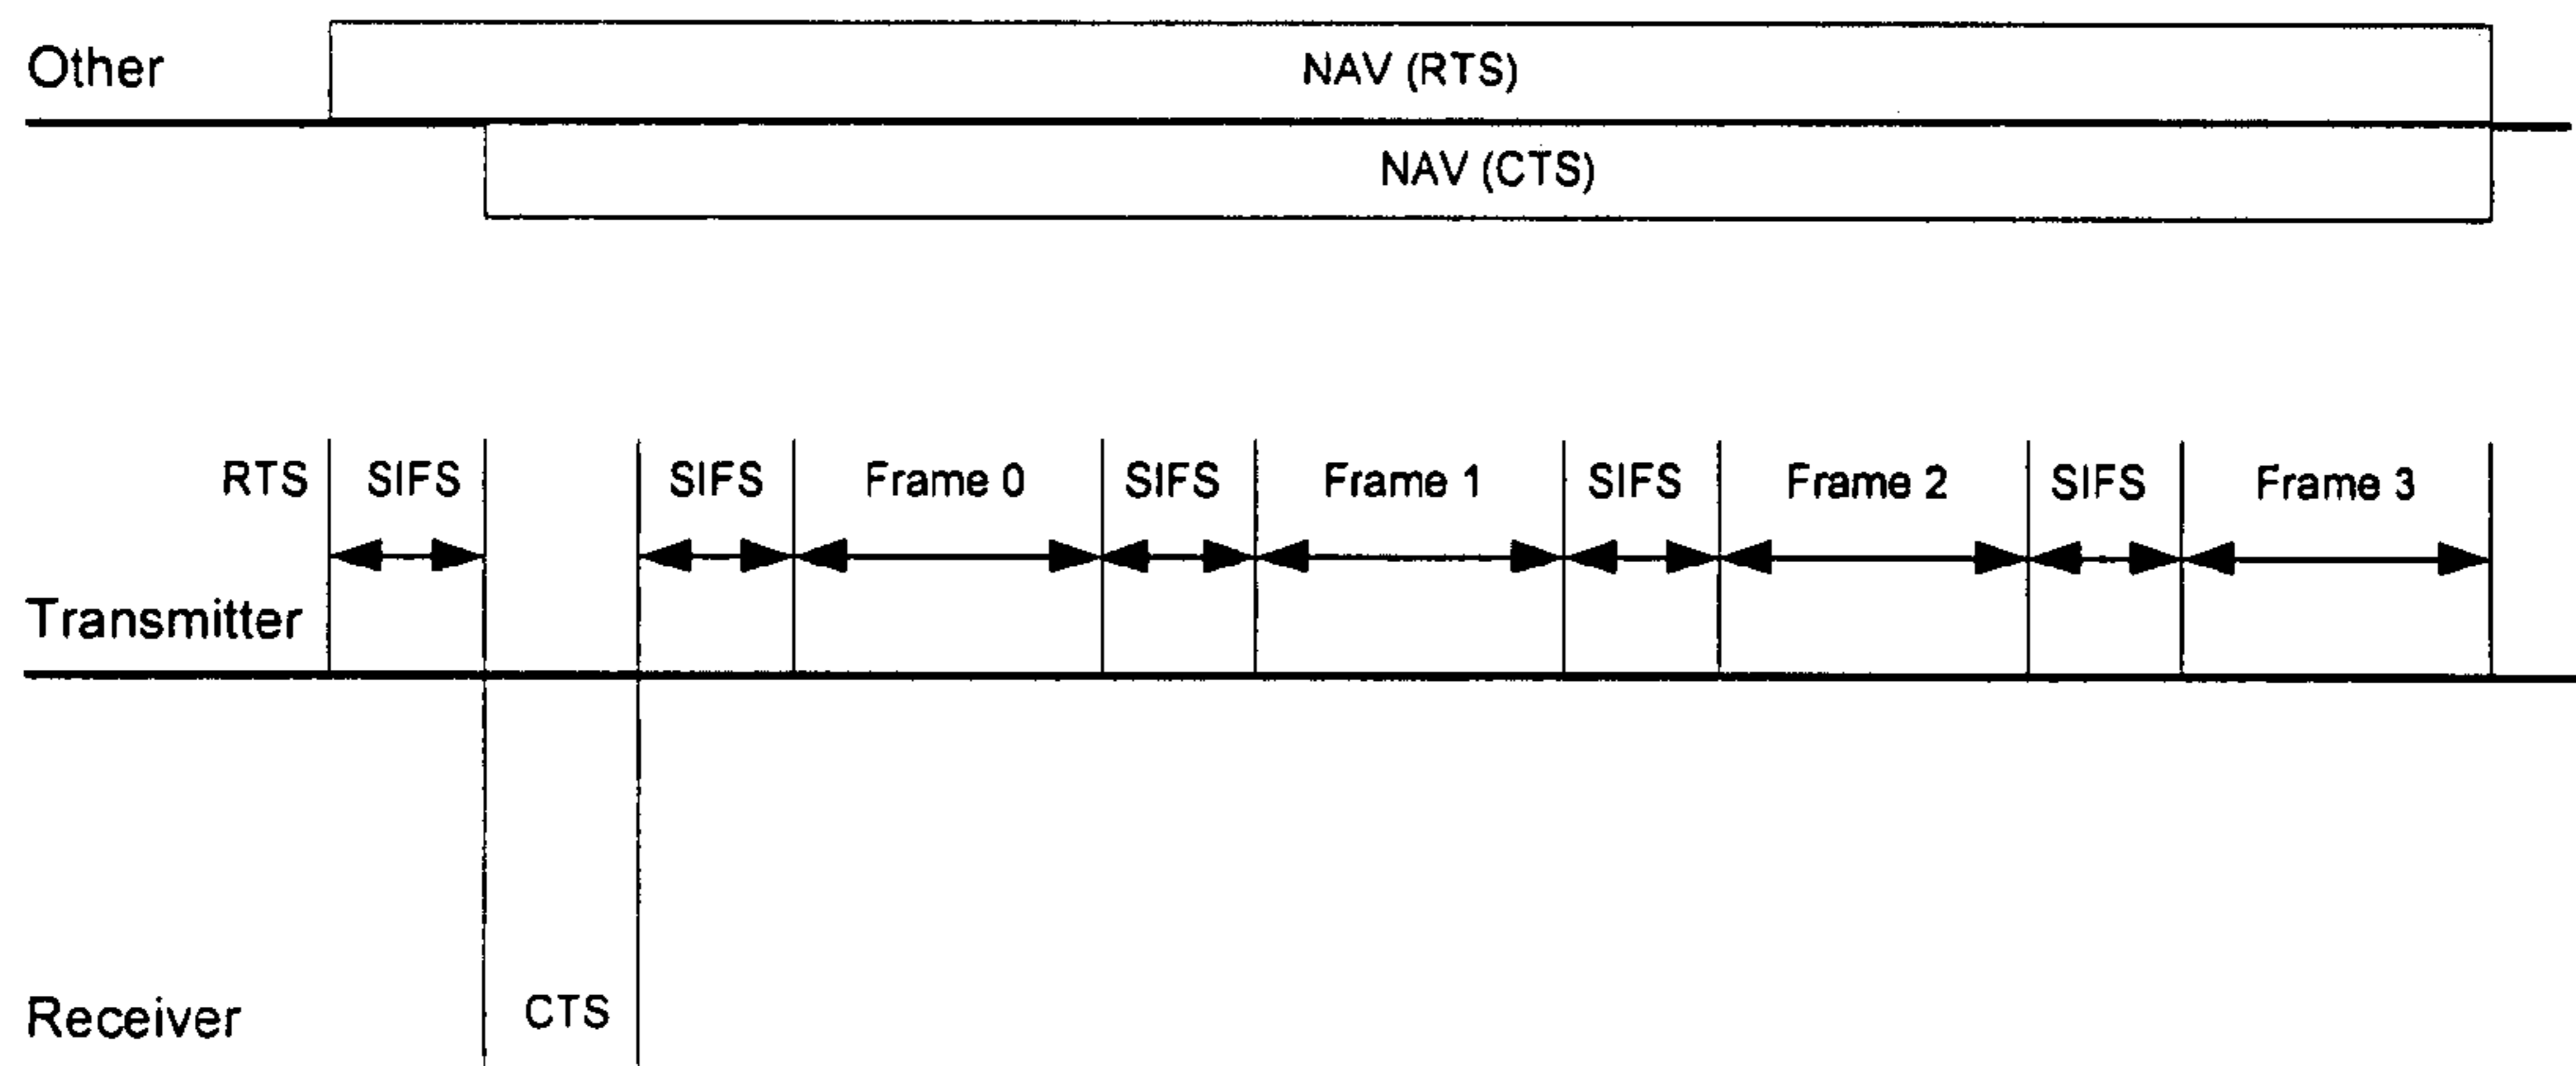 Other
NAV (RTS)
NAV (CTS)
RTS SIFS SIFS Frame 0 SIFS Frame 1 SIFS Frame 2 SIFS Frame 3
Transmitter
Receiver
CTS